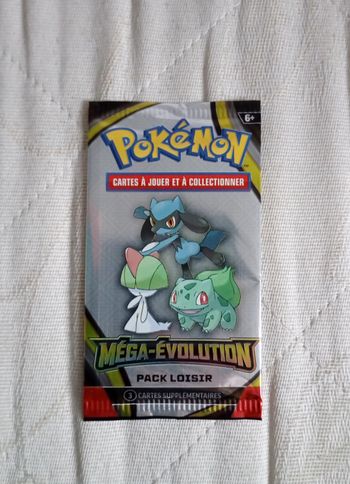 6+
POKÉMON
CARTES À JOUER ET À COLLECTIONNER
MÉGA-ÉVOLUTION
PACK LOISIR
3 CARTES SUPPLÉMENTAIRES